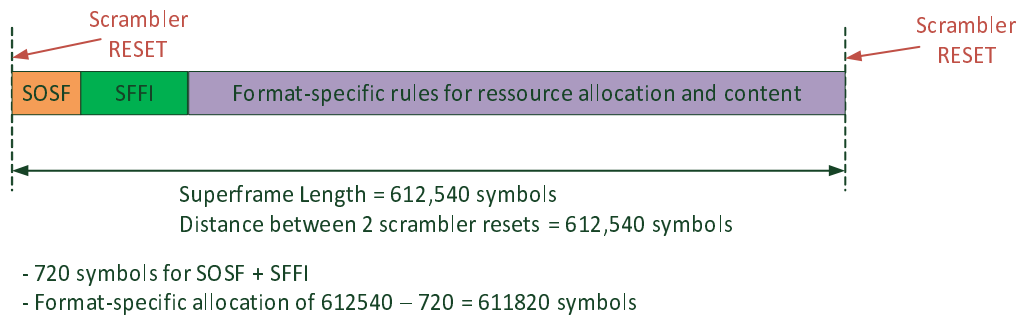 Scrambler
RESET
Scrambler
RESET
SOSF
SFFI
Format-specific rules for ressource allocation and content
Superframe Length = 612,540 symbols
Distance between 2 scrambler resets = 612,540 symbols
- 720 symbols for SOSF + SFFI
- Format-specific allocation of 612540 – 720 = 611820 symbols